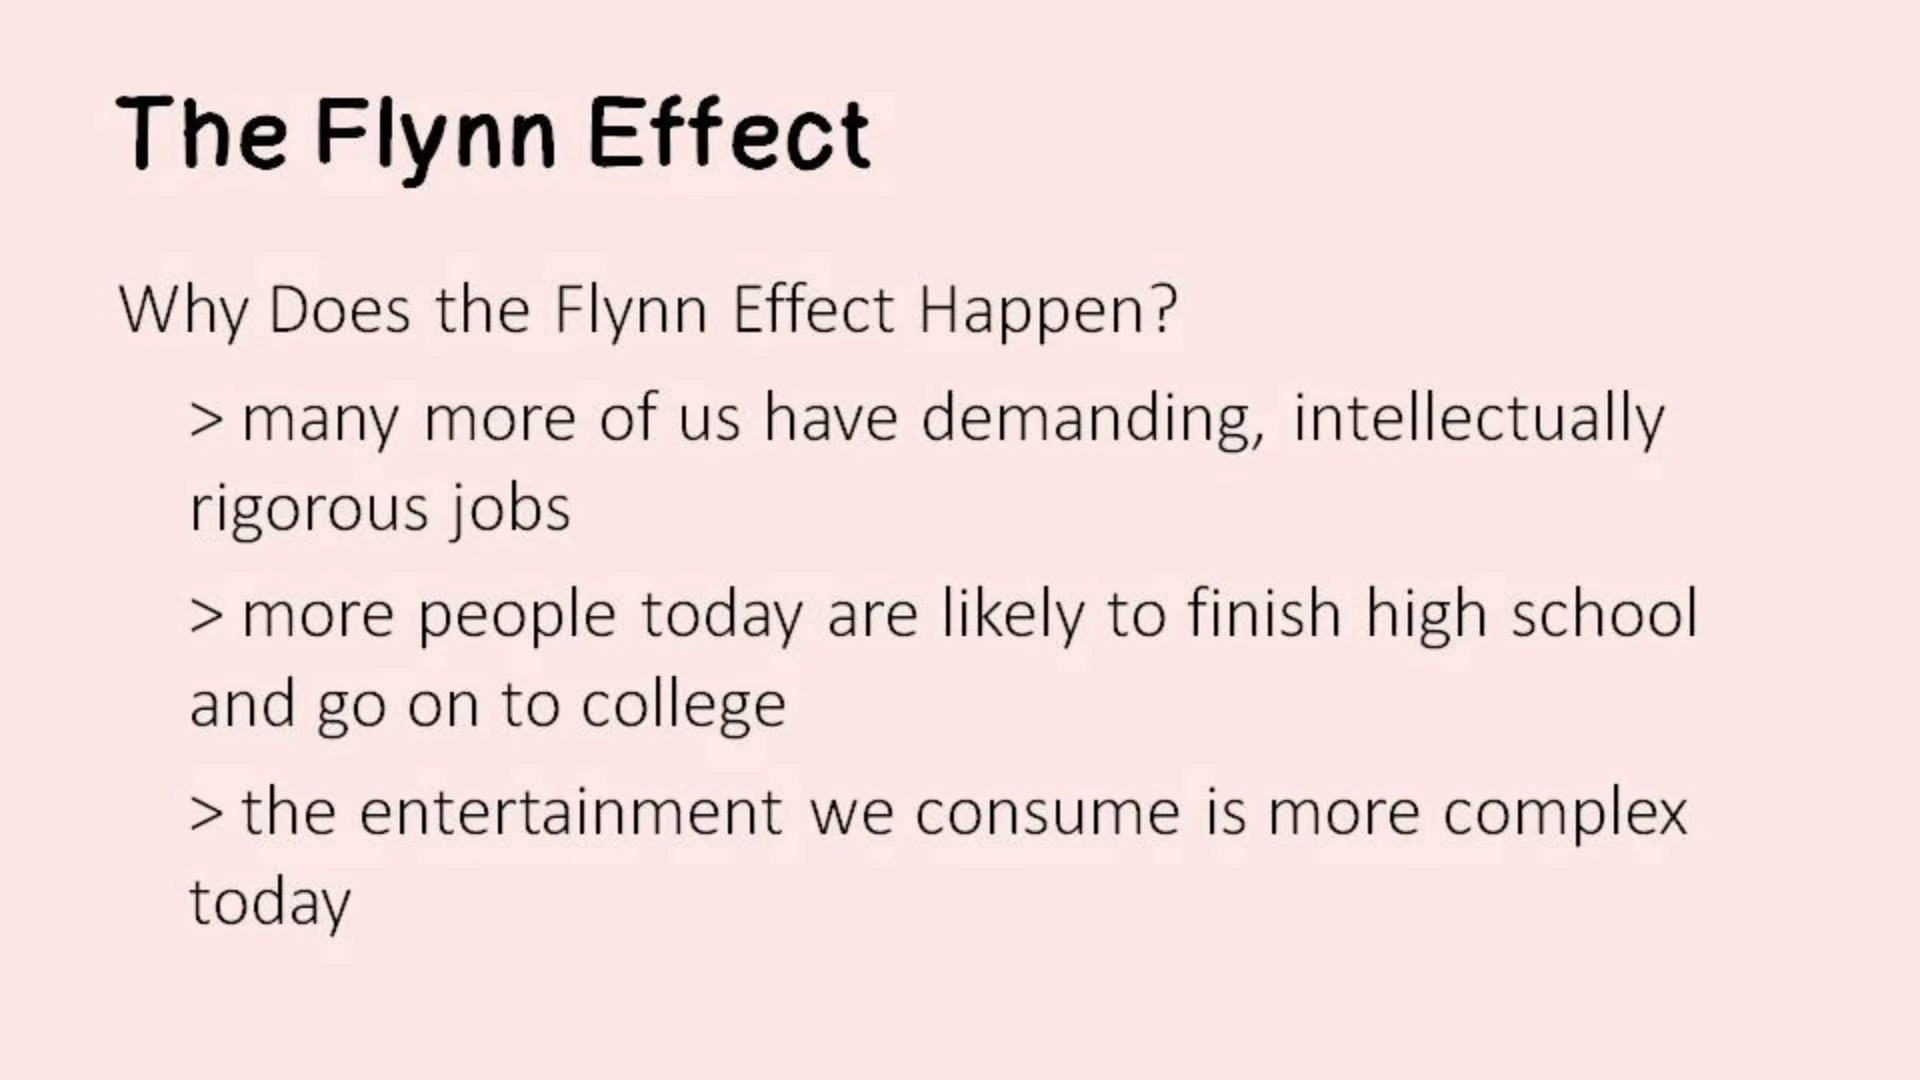 The Flynn Effect
Why Does the Flynn Effect Happen?
> many more of us have demanding, intellectually
rigorous jobs
> more people today are likely to finish high school
and go on to college
> the entertainment we consume is more complex
today